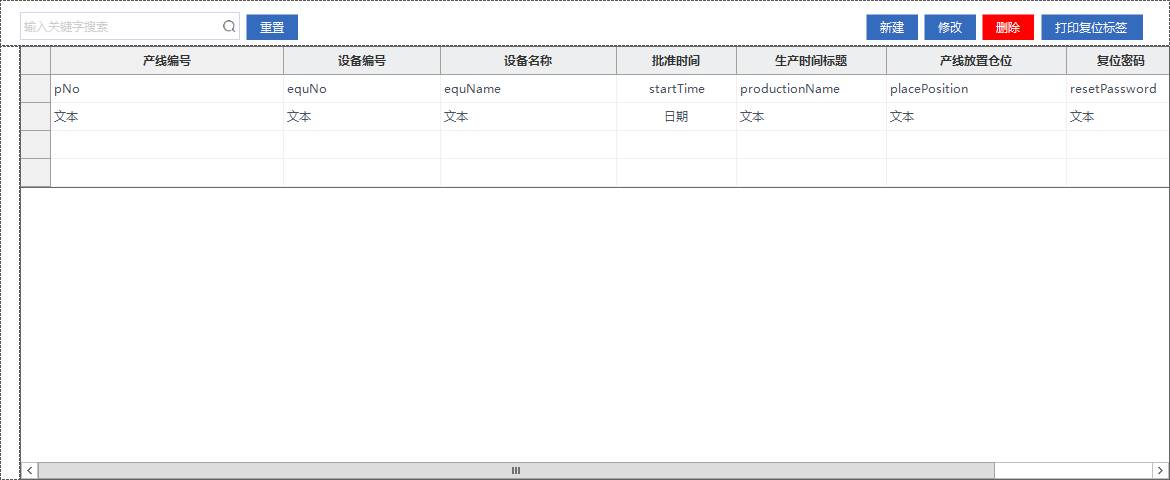 输入关键字搜索 重置 新建 修改 删除 打印复位标签
产线编号 设备编号 设备名称 批准时间 生产时间标题 产线放置仓位 复位密码
pNo equNo equName startTime productionName placePosition resetPassword
文本 文本 文本 日期 文本 文本 文本